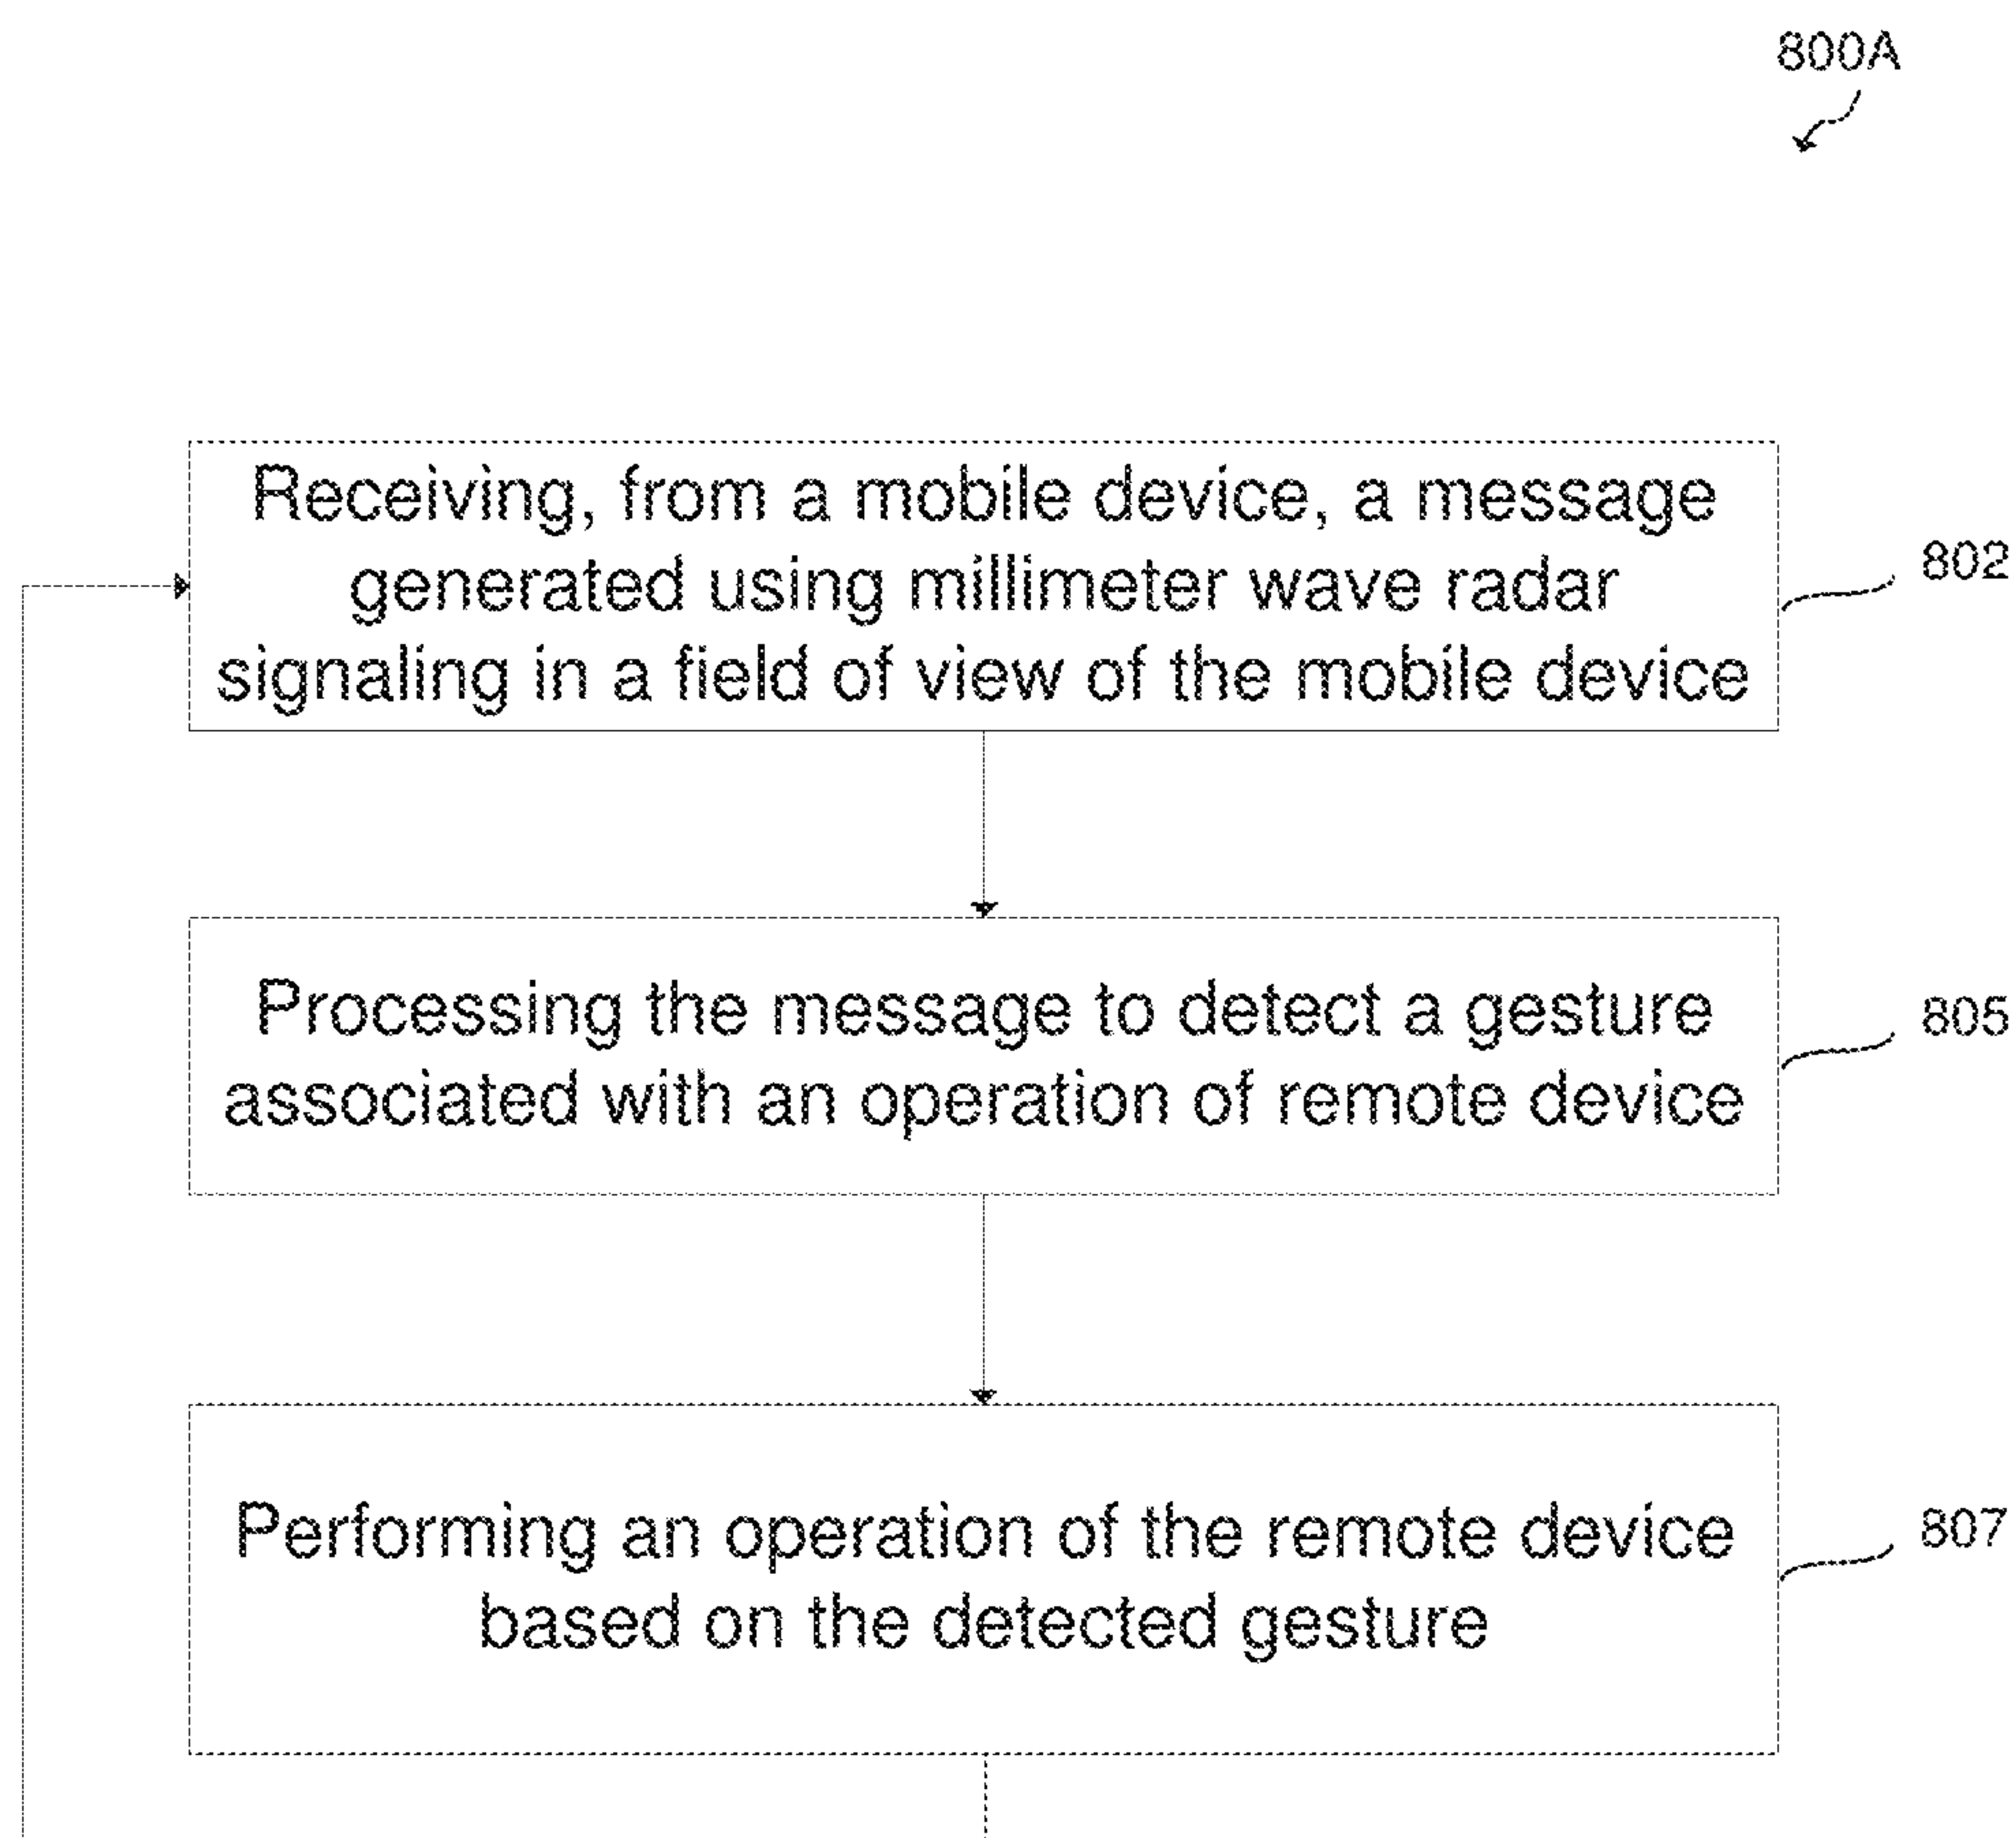 800A
Receiving, from a mobile device, a message
generated using millimeter wave radar
signaling in a field of view of the mobile device
802
Processing the message to detect a gesture
associated with an operation of remote device
805
Performing an operation of the remote device
based on the detected gesture
807